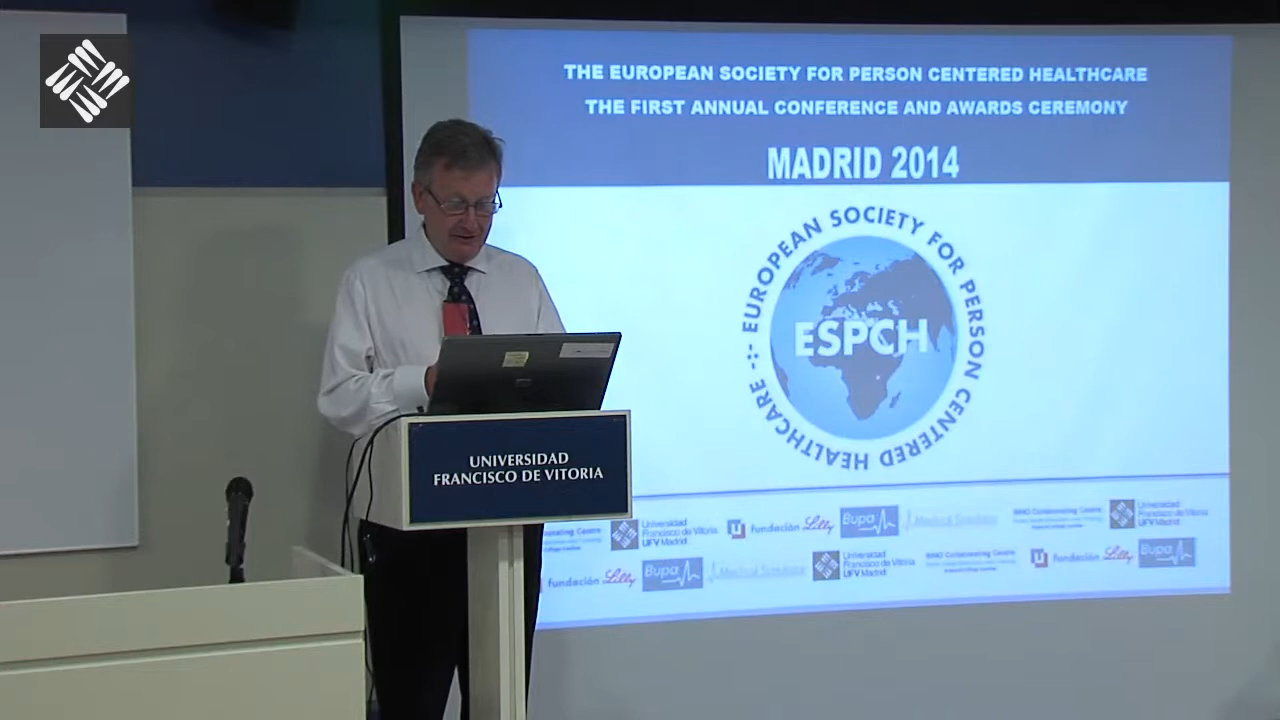 THE EUROPEAN SOCIETY FOR PERSON CENTERED HEALTHCARE
THE FIRST ANNUAL CONFERENCE AND AWARDS CEREMONY
MADRID 2014
EUROPEAN SOCIETY FOR PERSON CENTERED HEALTHCARE
ESPCH
UNIVERSIDAD
FRANCISCO DE VITORIA
Universidad
Francisco de Vitoria
UFV Madrid
fundación Lilly
Bupa
Universidad
Francisco de Vitoria
UFV Madrid
fundación Lilly
Bupa
Universidad
Francisco de Vitoria
UFV Madrid
fundación Lilly
Bupa